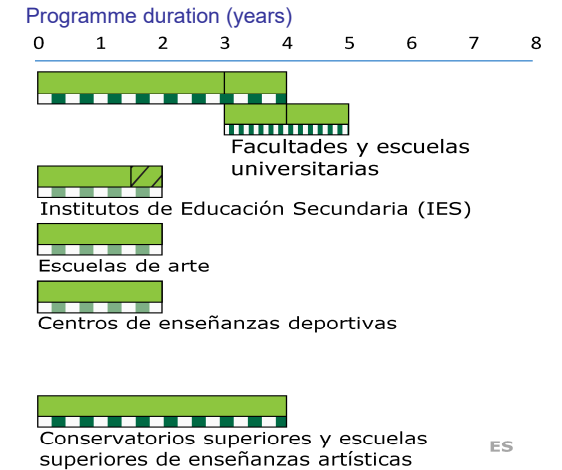 Programme duration (years)
0 1 2 3 4 5 6 7 8
Facultades y escuelas
universitarias
Institutos de Educación Secundaria (IES)
Escuelas de arte
Centros de enseñanzas deportivas
Conservatorios superiores y escuelas
superiores de enseñanzas artísticas
ES